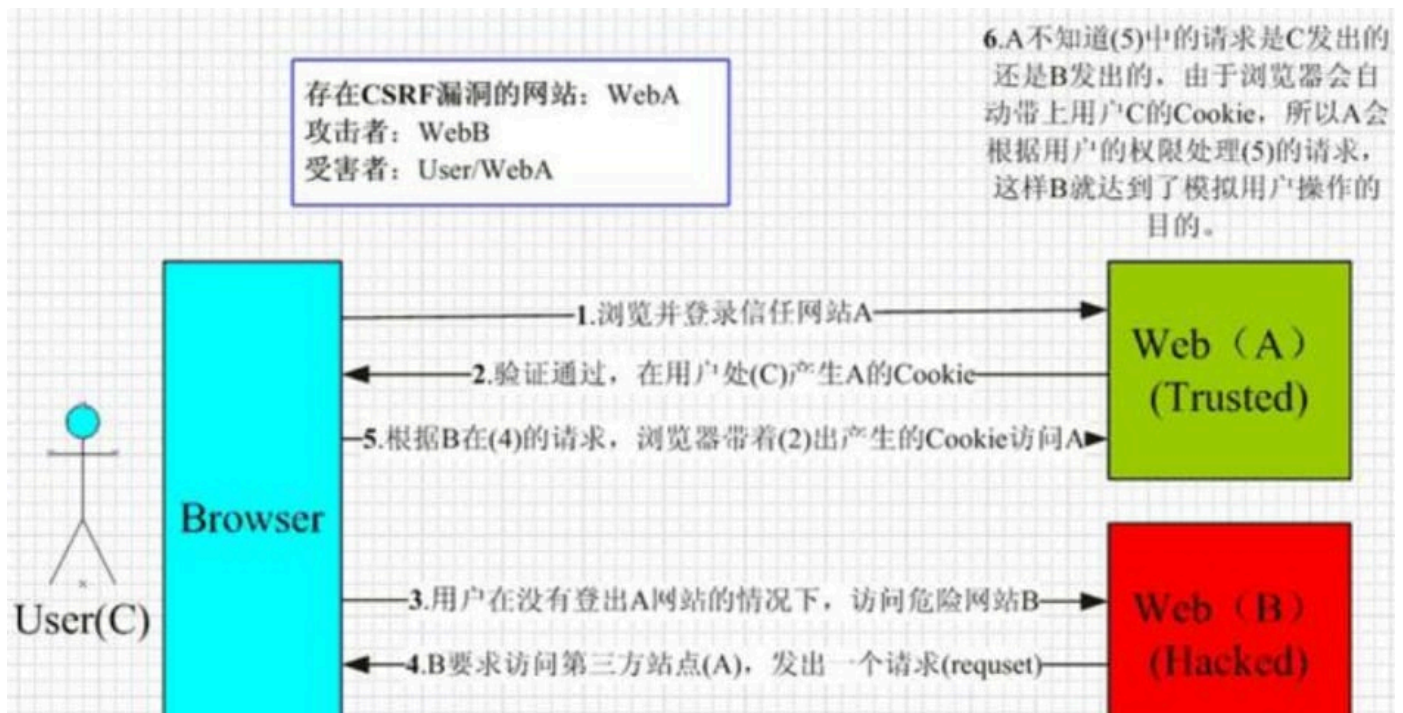 存在CSRF漏洞的网站：WebA
攻击者：WebB
受害者：User/WebA
6.A不知道(5)中的请求是C发出的
还是B发出的，由于浏览器会自
动带上用户C的Cookie，所以A会
根据用户的权限处理(5)的请求，
这样B就达到了模拟用户操作的
目的。
1.浏览并登录信任网站A
2.验证通过，在用户处(C)产生A的Cookie
5.根据B在(4)的请求，浏览器带着(2)出产生的Cookie访问A
Web（A）
(Trusted)
Browser
User(C)
3.用户在没有登出A网站的情况下，访问危险网站B
4.B要求访问第三方站点(A)，发出一个请求(requset)
Web（B）
(Hacked)